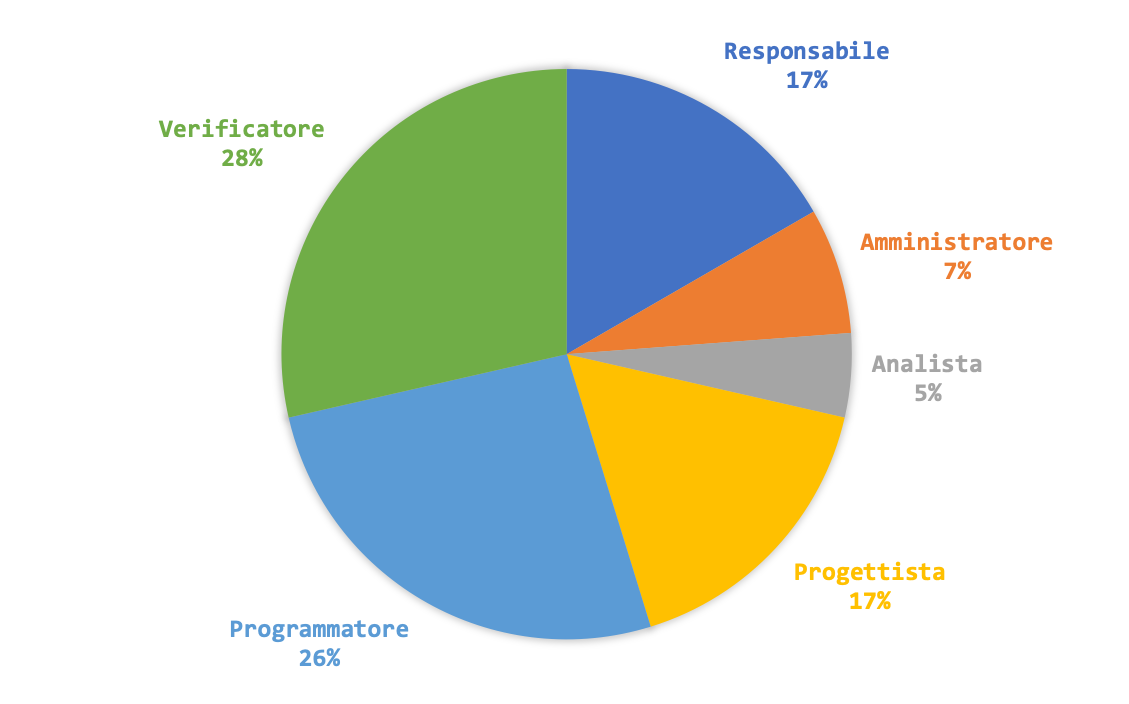 Responsabile
17%
Verificatore
28%
Amministratore
7%
Analista
5%
Progettista
17%
Programmatore
26%